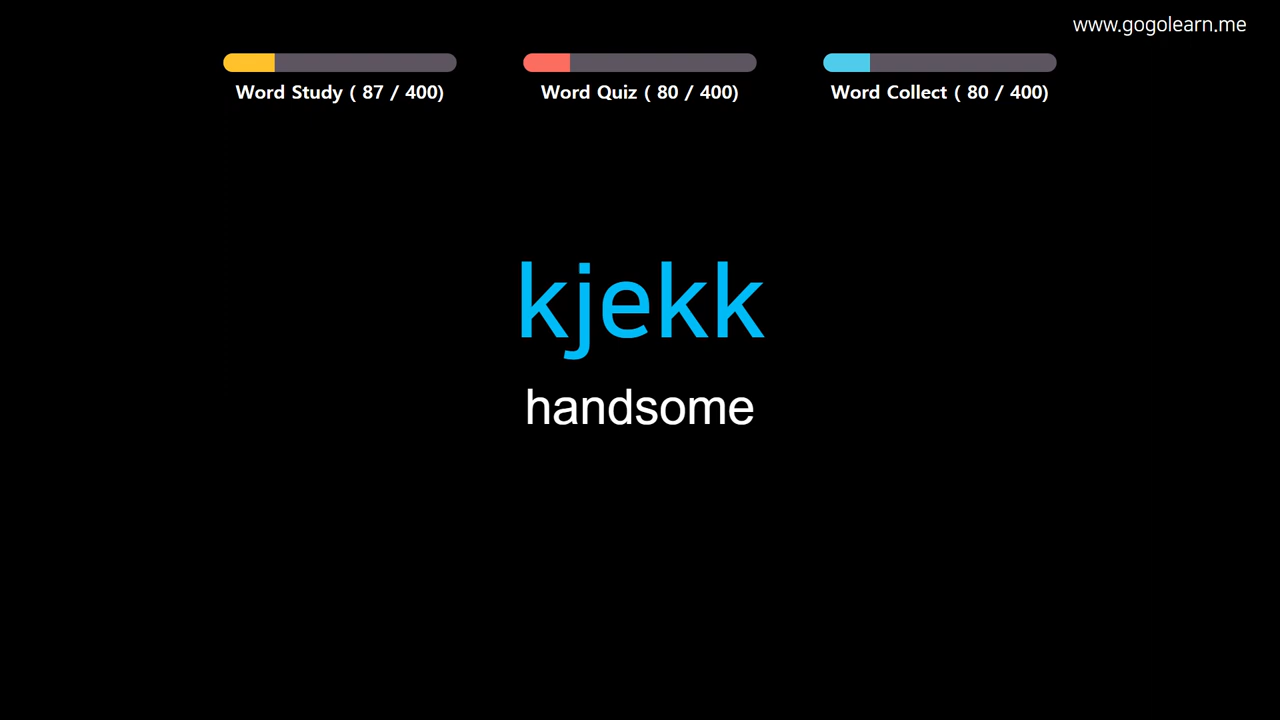 www.gogolearn.me
Word Study ( 87 / 400)
Word Quiz ( 80 / 400)
Word Collect ( 80 / 400)
kjekk
handsome